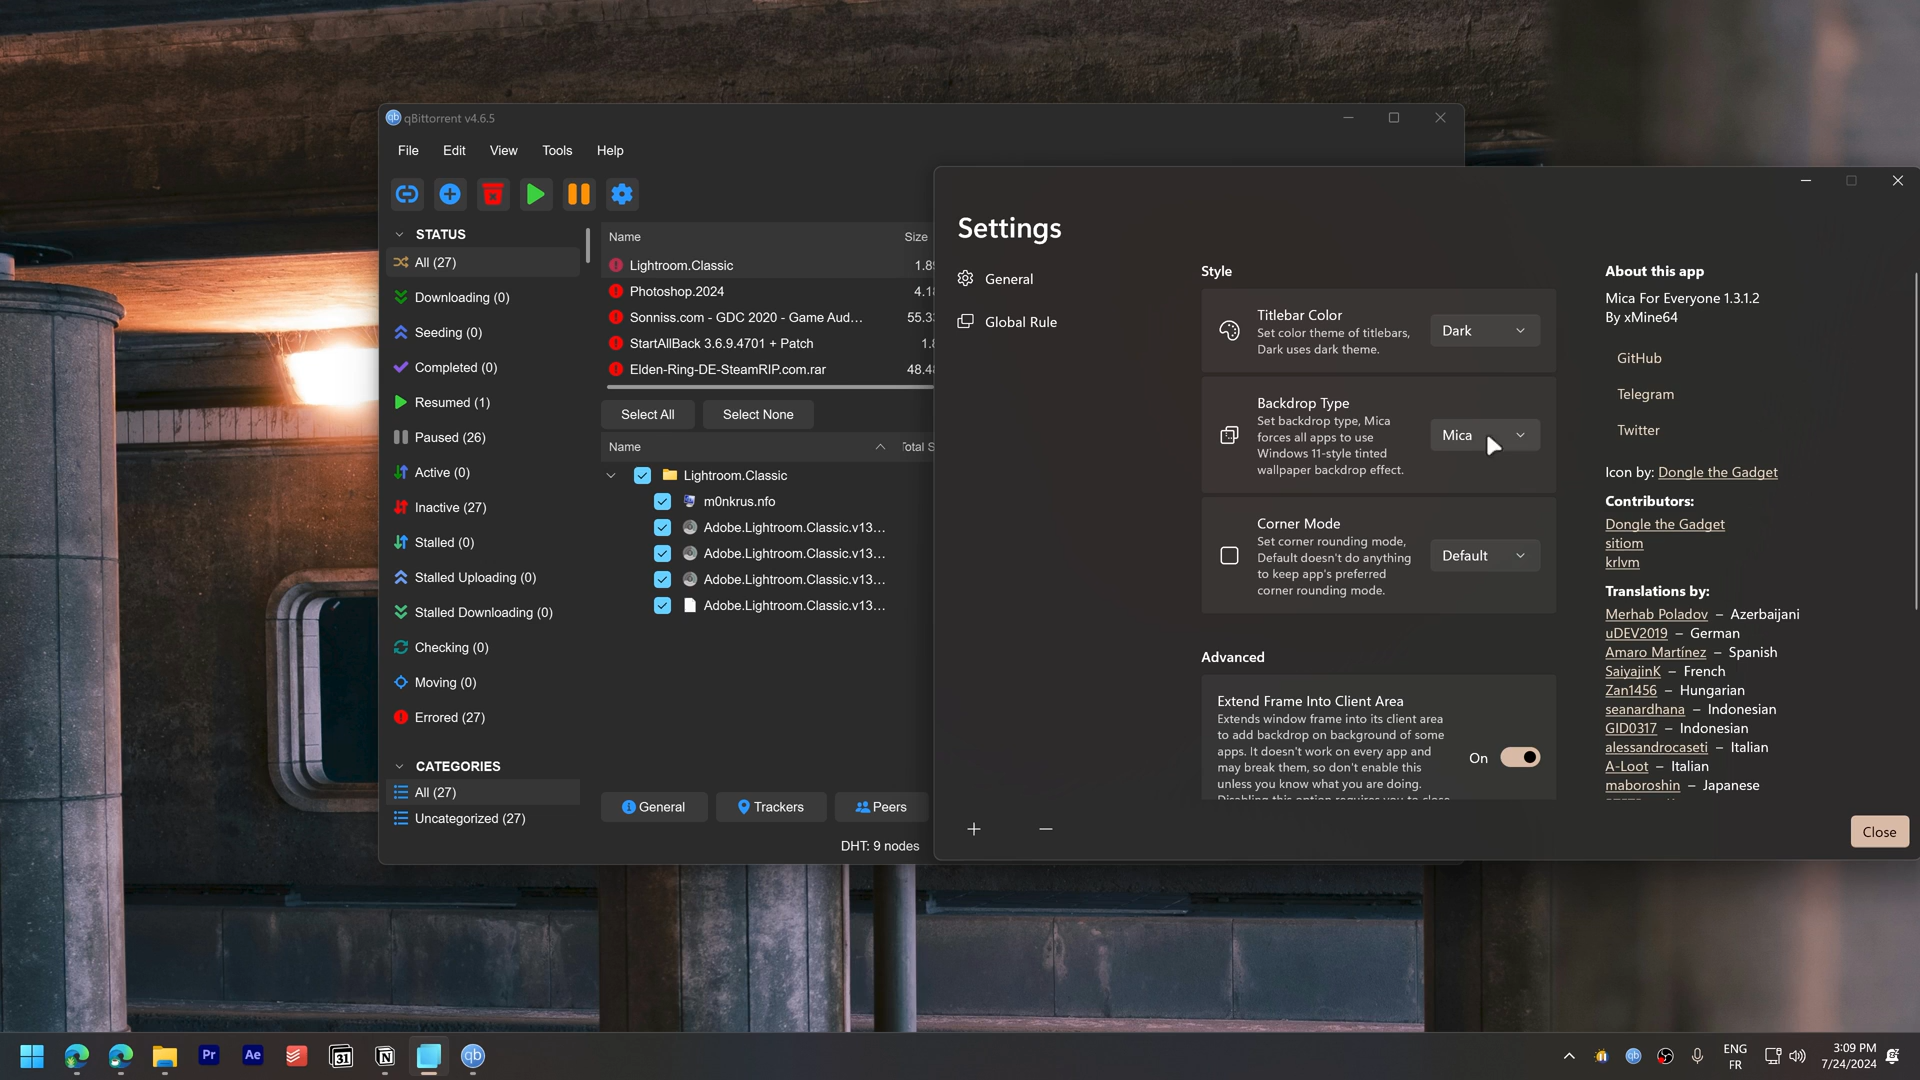 qBittorrent v4.6.5
File Edit View Tools Help
STATUS
All (27)
Downloading (0)
Seeding (0)
Completed (0)
Resumed (1)
Paused (26)
Active (0)
Inactive (27)
Stalled (0)
Stalled Uploading (0)
Stalled Downloading (0)
Checking (0)
Moving (0)
Errored (27)
CATEGORIES
All (27)
Uncategorized (27)
Name Size
Lightroom.Classic
Photoshop.2024
Sonniss.com - GDC 2020 - Game Aud...
StartAllBack 3.6.9.4701 + Patch
Elden-Ring-DE-SteamRIP.com.rar
Select All Select None
Name
Lightroom.Classic
m0nkrus.nfo
Adobe.Lightroom.Classic.v13...
Adobe.Lightroom.Classic.v13...
Adobe.Lightroom.Classic.v13...
Adobe.Lightroom.Classic.v13...
General Trackers Peers
DHT: 9 nodes
Settings
General
Global Rule
Style
Titlebar Color
Set color theme of titlebars,
Dark uses dark theme.
Dark
Backdrop Type
Set backdrop type, Mica
forces all apps to use
Windows 11-style tinted
wallpaper backdrop effect.
Mica
Corner Mode
Set corner rounding mode,
Default doesn't do anything
to keep app's preferred
corner rounding mode.
Default
Advanced
Extend Frame Into Client Area
Extends window frame into its client area
to add backdrop on background of some
apps. It doesn't work on every app and
may break them, so don't enable this
unless you know what you are doing.
Disabling this option requires you to close
On
About this app
Mica For Everyone 1.3.1.2
By xMine64
GitHub
Telegram
Twitter
Icon by: Dongle the Gadget
Contributors:
Dongle the Gadget
sitiom
krlvm
Translations by:
Merhab Poladov – Azerbaijani
uDEV2019 – German
Amaro Martínez – Spanish
SaiyajinK – French
Zan1456 – Hungarian
seanardhana – Indonesian
GID0317 – Indonesian
alessandrocaseti – Italian
A-Loot – Italian
maboroshin – Japanese
Close
Pr Ae 31 N qb
qb
ENG
FR
3:09 PM
7/24/2024